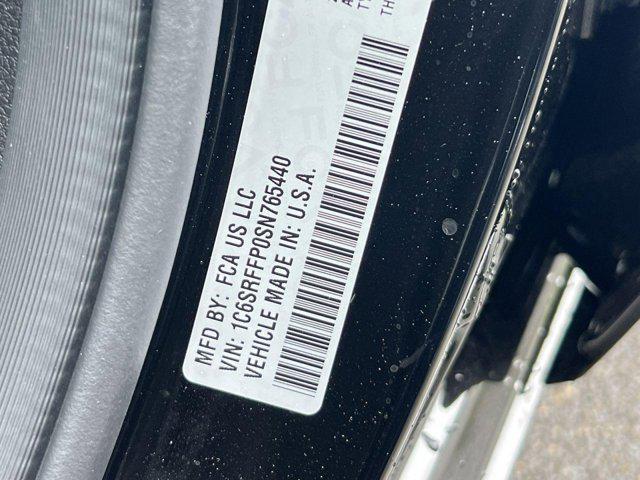 MFD BY: FCA US LLC
VIN: 1C6SRFFP0SN765440
VEHICLE MADE IN: U.S.A.